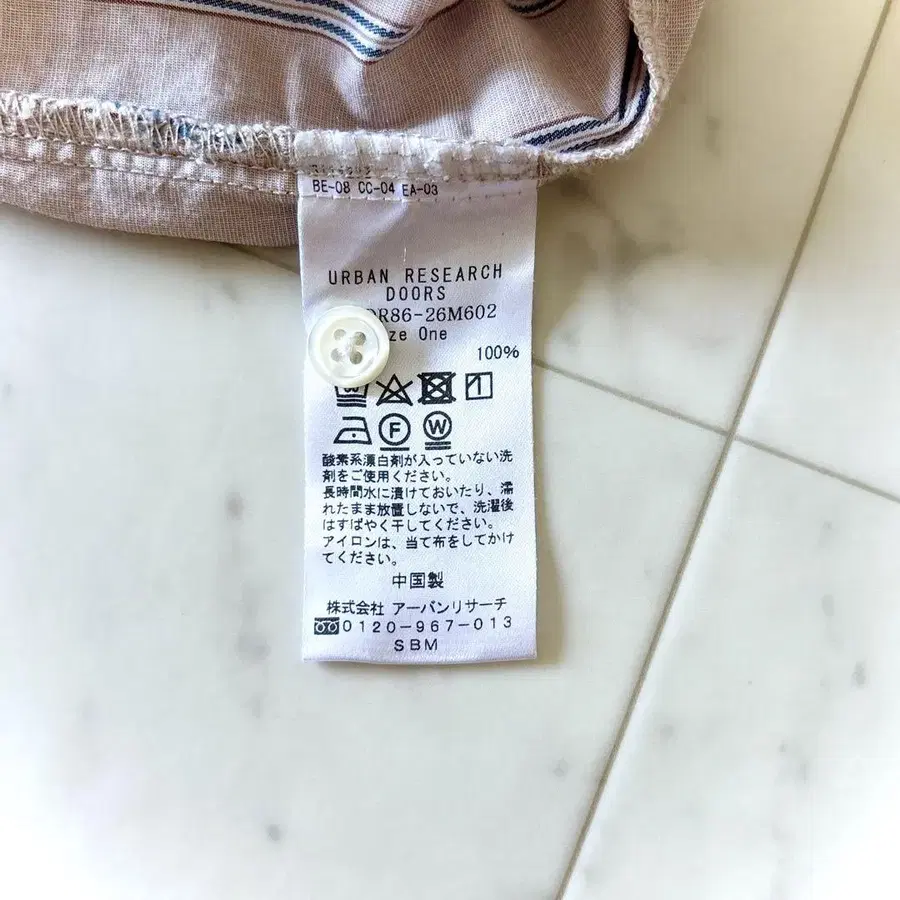 BE-08 CC-04 EA-03
URBAN RESEARCH
DOORS
DR86-26M602
ze One
100%
F W
酸素系漂白剤が入っていない洗
剤をご使用ください。
長時間水に漬けておいたり、濡
れたまま放置しないで、洗濯後
はすばやく干してください。
アイロンは、当て布をしてかけ
てください。
中国製
株式会社 アーバンリサーチ
0120-967-013
SBM